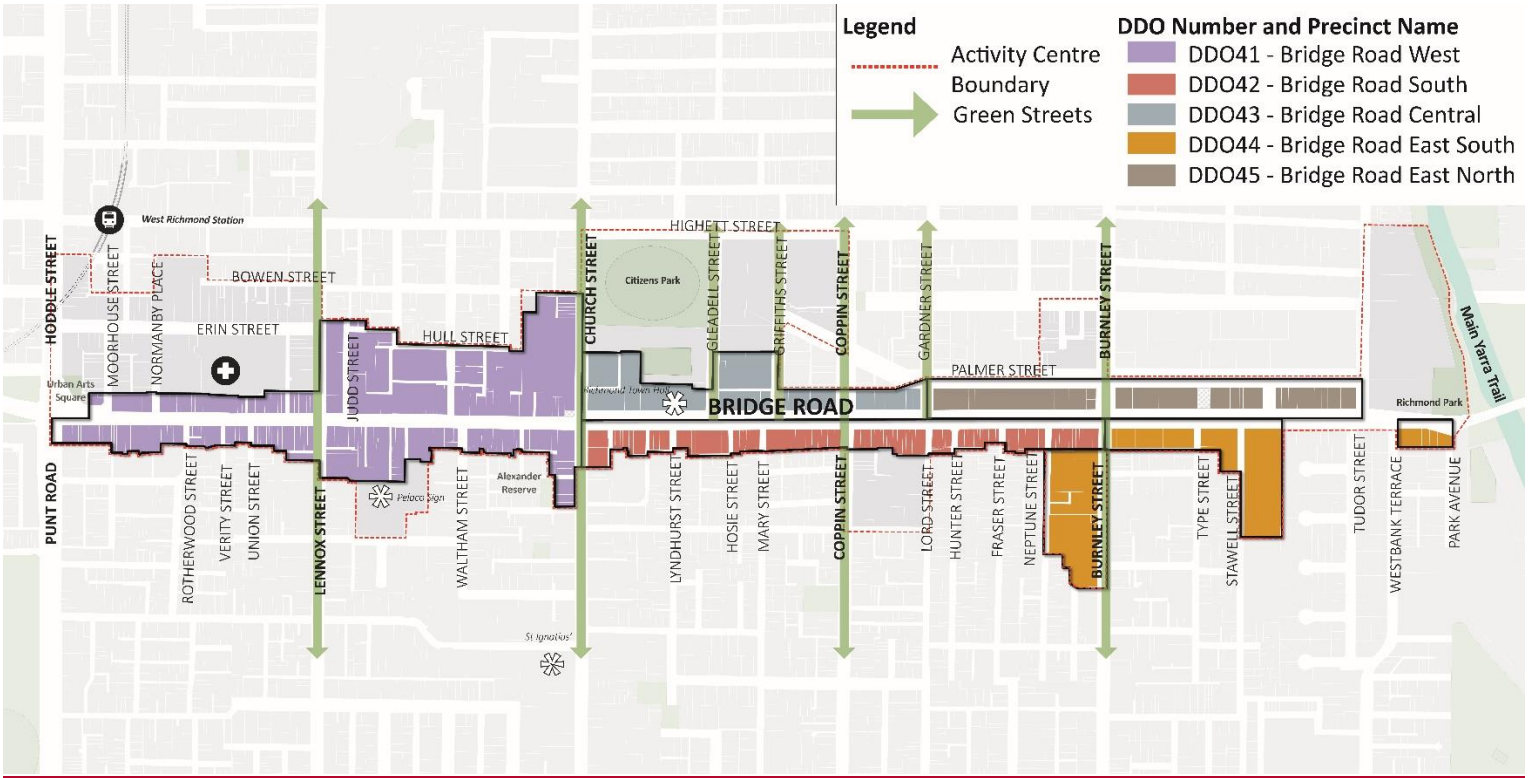 Legend
Activity Centre
Boundary
Green Streets
DDO Number and Precinct Name
DDO41 - Bridge Road West
DDO42 - Bridge Road South
DDO43 - Bridge Road Central
DDO44 - Bridge Road East South
DDO45 - Bridge Road East North
West Richmond Station
HODDLE STREET
MOORHOUSE STREET
NORMANBY PLACE
BOWEN STREET
ERIN STREET
Urban Arts
Square
JUDD STREET
HULL STREET
CHURCH STREET
HIGHETT STREET
Citizens Park
GLEADELL STREET
GRIFFITHS STREET
COPPIN STREET
GARDNER STREET
PALMER STREET
BURNLEY STREET
Main Yarra Trail
Richmond Park
Richmond Town Hall
BRIDGE ROAD
PUNT ROAD
ROTHERWOOD STREET
VERITY STREET
UNION STREET
LENNOX STREET
Pelaco Sign
WALTHAM STREET
Alexander
Reserve
St Ignatius'
LYNDHURST STREET
HOSIE STREET
MARY STREET
COPPIN STREET
LORD STREET
HUNTER STREET
FRASER STREET
NEPTUNE STREET
BURNLEY STREET
TYPE STREET
STAWELL STREET
TUDOR STREET
WESTBANK TERRACE
PARK AVENUE